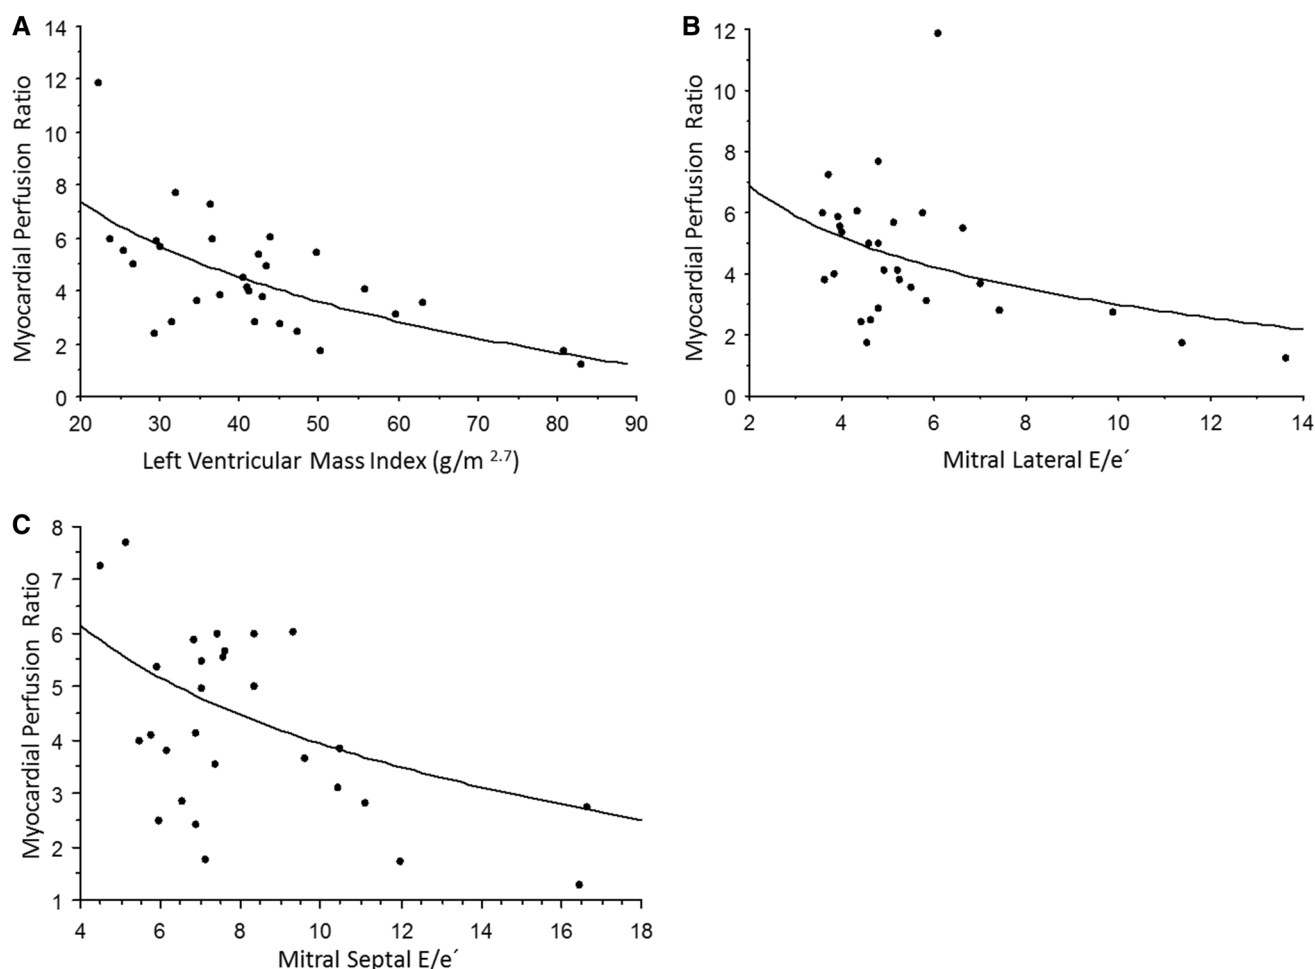 A
Myocardial Perfusion Ratio
14
12
10
8
6
4
2
0
20 30 40 50 60 70 80 90
Left Ventricular Mass Index (g/m 2.7)
B
Myocardial Perfusion Ratio
12
10
8
6
4
2
0
2 4 6 8 10 12 14
Mitral Lateral E/e´
C
Myocardial Perfusion Ratio
8
7
6
5
4
3
2
1
4 6 8 10 12 14 16 18
Mitral Septal E/e´